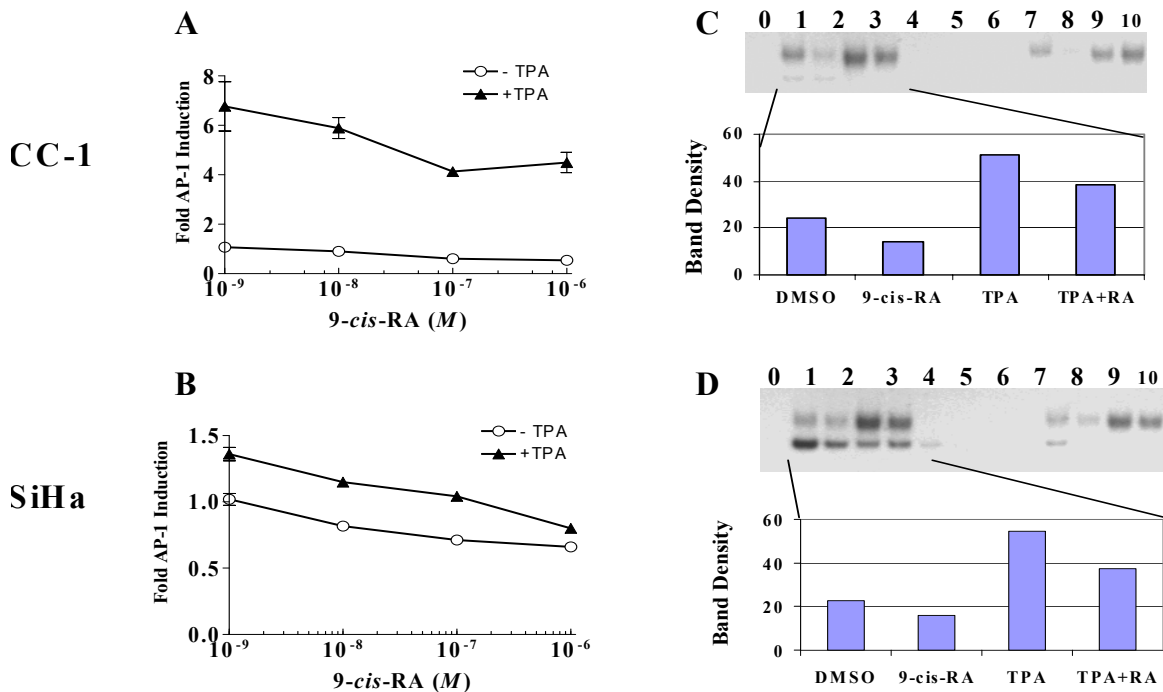 CC-1
A
- TPA
+TPA
Fold AP-1 Induction
8
6
4
2
0
10-9
10-8
10-7
10-6
9-cis-RA (M)
C
0 1 2 3 4 5 6 7 8 9 10
Band Density
60
40
20
0
DMSO 9-cis-RA TPA TPA+RA
SiHa
B
- TPA
+TPA
Fold AP-1 Induction
1.5
1.0
0.5
0.0
10-9
10-8
10-7
10-6
9-cis-RA (M)
D
0 1 2 3 4 5 6 7 8 9 10
Band Density
60
40
20
0
DMSO 9-cis-RA TPA TPA+RA